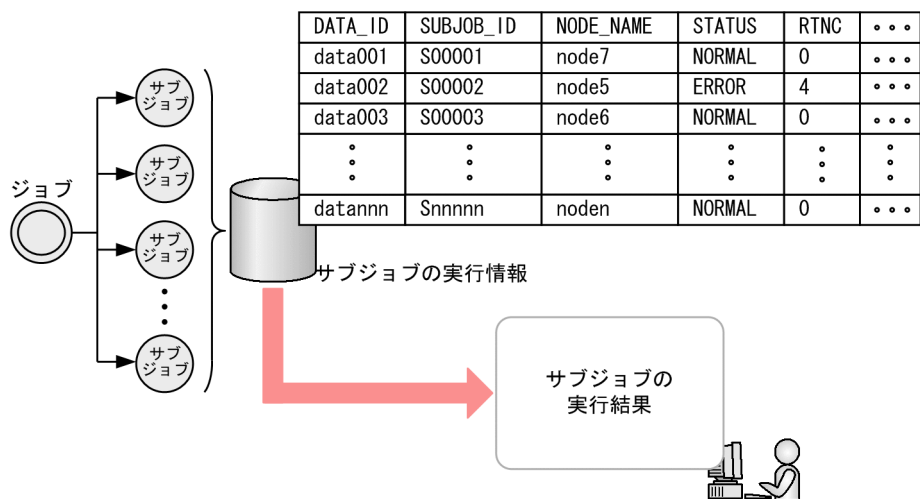 DATA_ID SUBJOB_ID NODE_NAME STATUS RTNC 。。。
data001 S00001 node7 NORMAL 0 。。。
data002 S00002 node5 ERROR 4 。。。
data003 S00003 node6 NORMAL 0 。。。
datannn Snnnnn noden NORMAL 0 。。。
サブ
ジョブ
サブ
ジョブ
ジョブ
サブ
ジョブ
サブ
ジョブ
サブジョブの実行情報
サブジョブの
実行結果